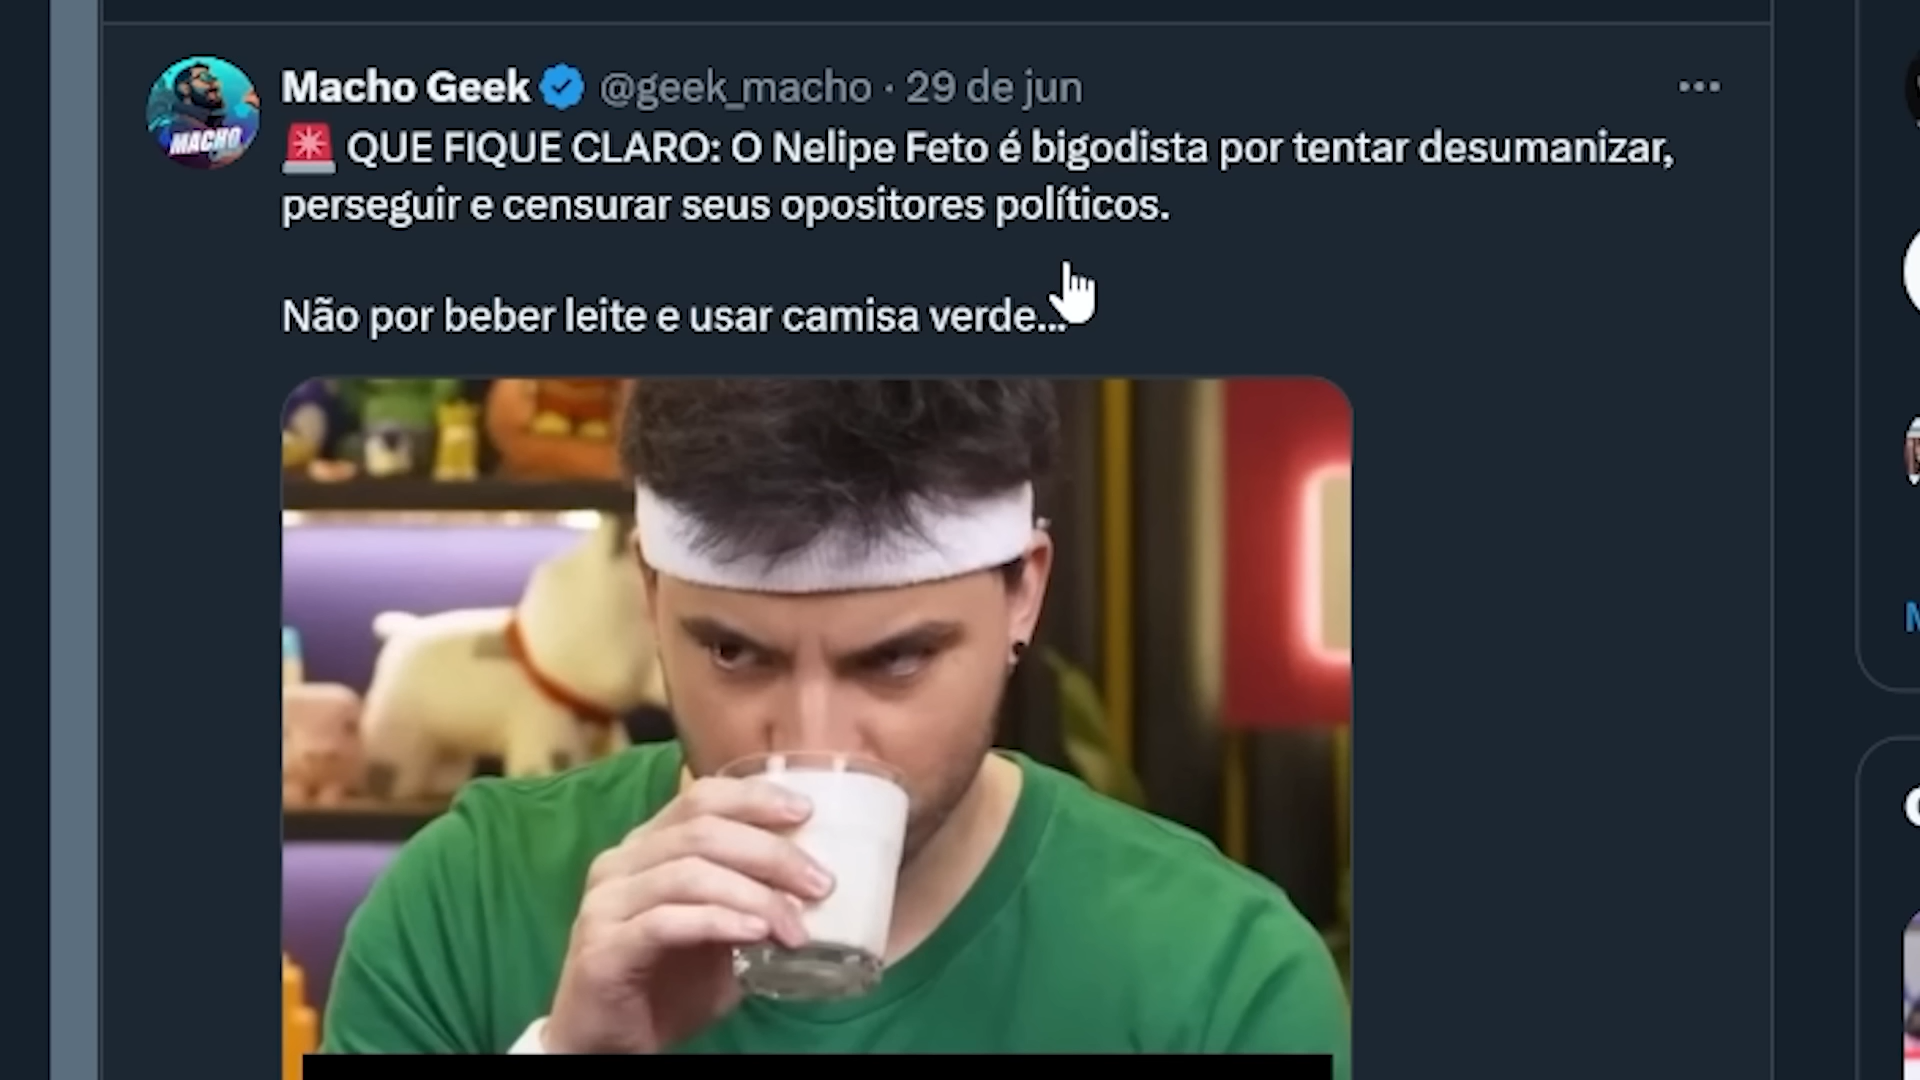 Macho Geek @geek_macho · 29 de jun
QUE FIQUE CLARO: O Nelipe Feto é bigodista por tentar desumanizar,
perseguir e censurar seus opositores políticos.
Não por beber leite e usar camisa verde...
MACHO